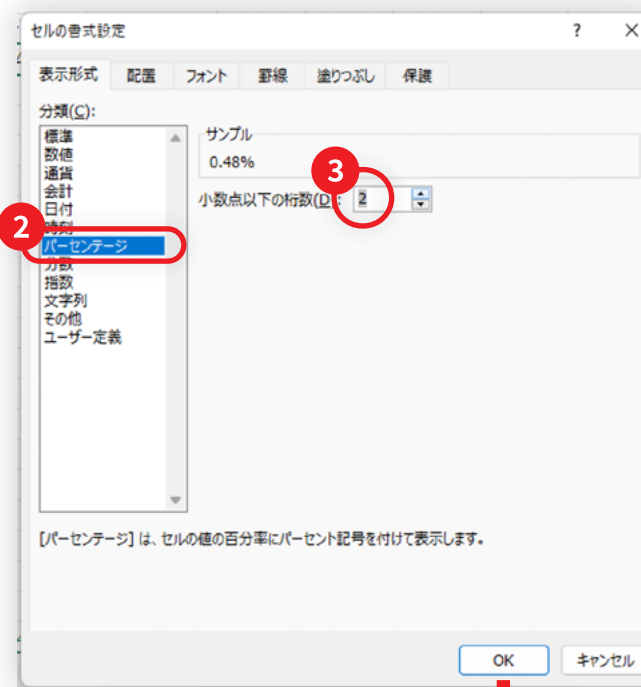 セルの書式設定
? ×
表示形式 配置 フォント 罫線 塗りつぶし 保護
分類(C):
標準
数値
通貨
会計
日付
時刻
パーセンテージ
分数
指数
文字列
その他
ユーザー定義
サンプル
0.48%
小数点以下の桁数(D): 2
2
3
[パーセンテージ] は、セルの値の百分率にパーセント記号を付けて表示します。
OK キャンセル